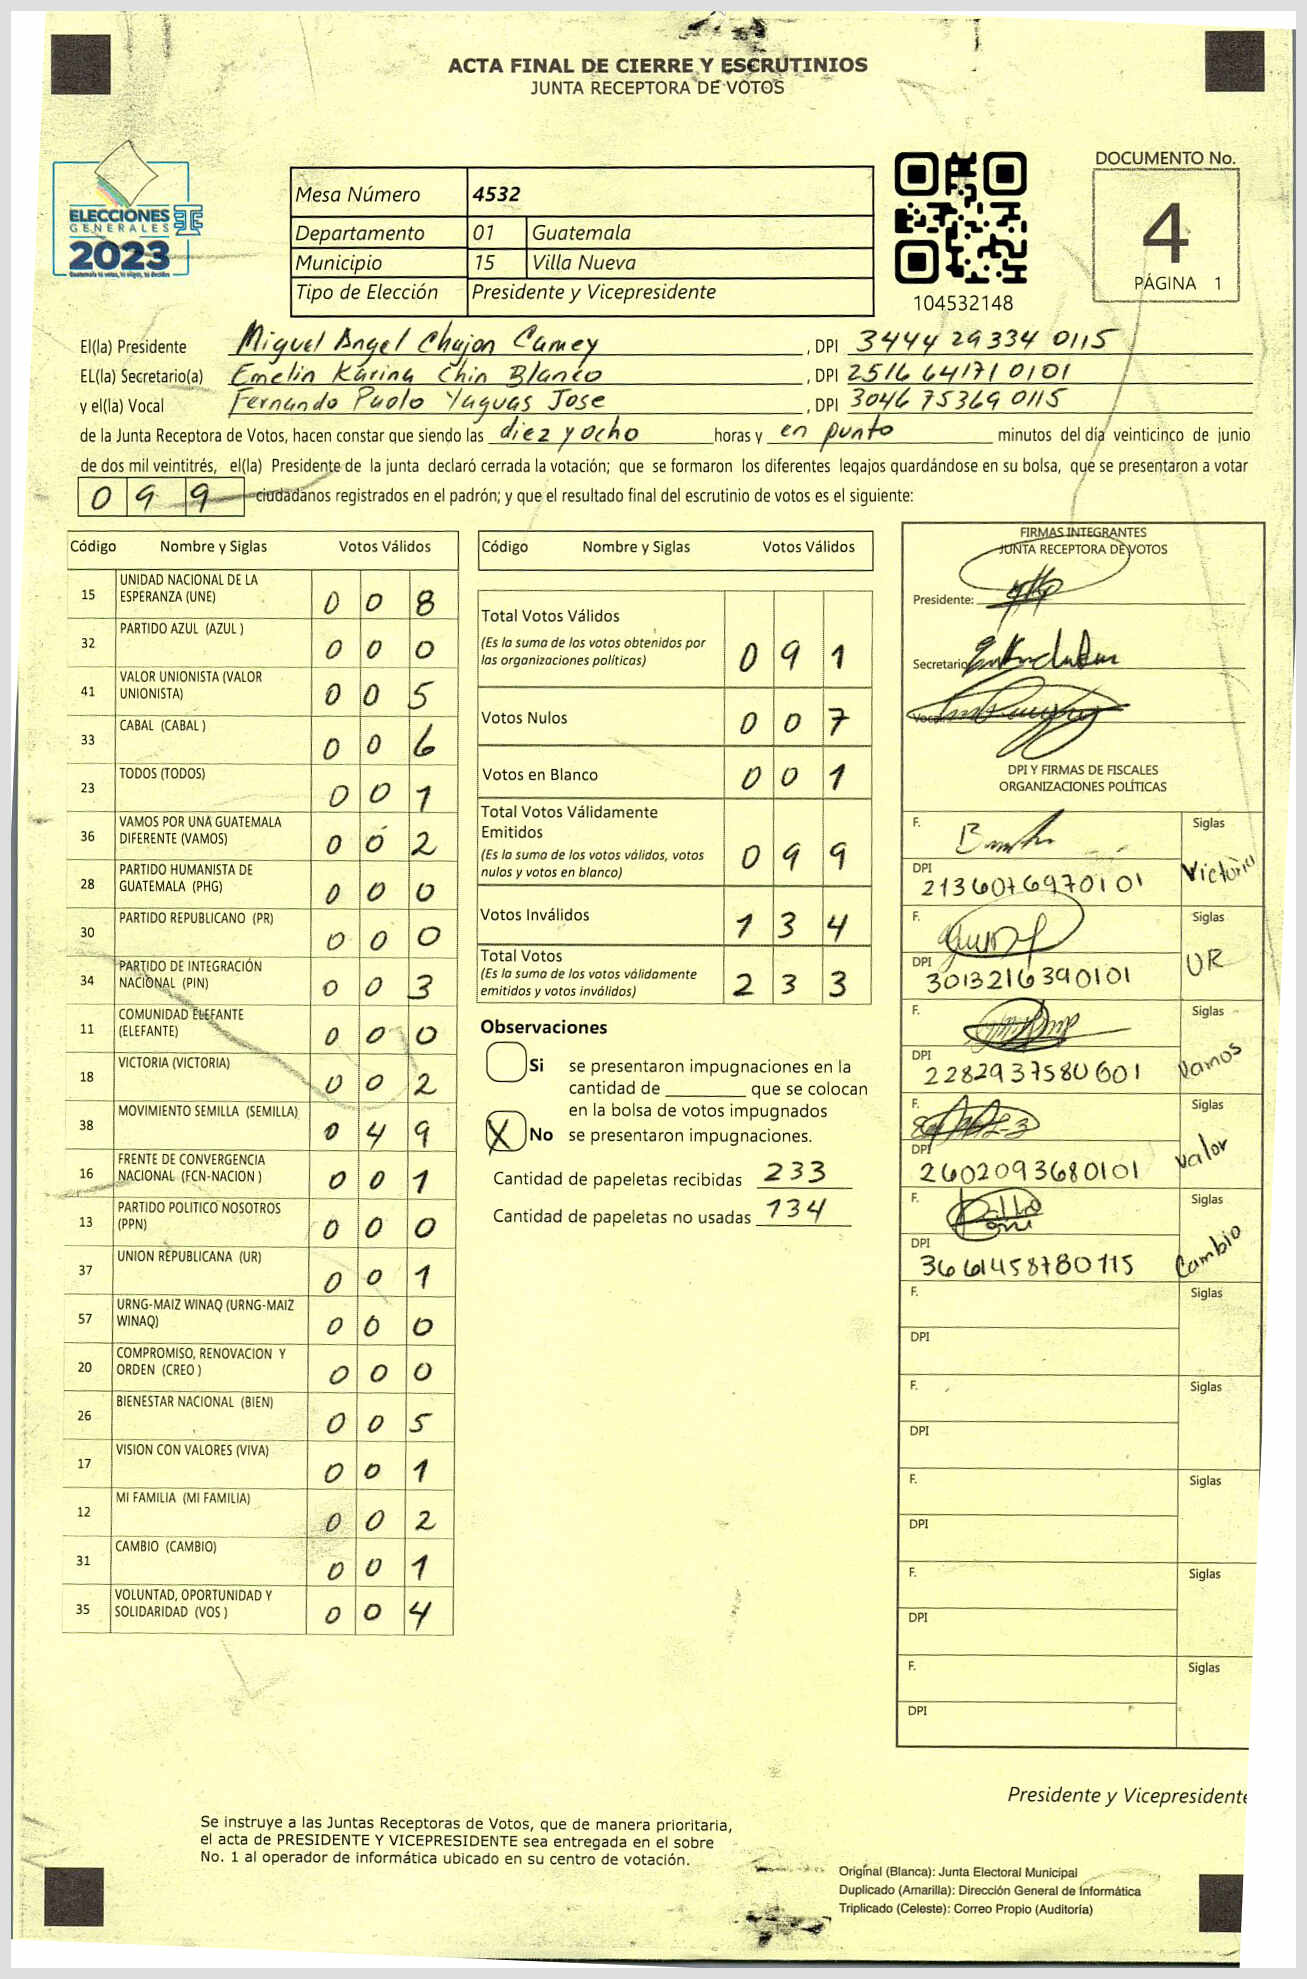 ACTA FINAL DE CIERRE Y ESCRUTINIOS
JUNTA RECEPTORA DE VOTOS
ELECCIONES
GENERALES
2023
Guatemala tú votas, tú eliges, tú decides
Mesa Número 4532
Departamento 01 Guatemala
Municipio 15 Villa Nueva
Tipo de Elección Presidente y Vicepresidente
104532148
DOCUMENTO No.
4
PÁGINA 1
El(la) Presidente Miguel Angel Chajon Camey , DPI 3444 29334 0115
EL(la) Secretario(a) Emelin Karina Chin Blanco , DPI 2516 64171 0101
y el(la) Vocal Fernando Paolo Yaguas Jose , DPI 3046 75369 0115
de la Junta Receptora de Votos, hacen constar que siendo las diez y ocho horas y en punto minutos del día veinticinco de junio
de dos mil veintitrés, el(la) Presidente de la junta declaró cerrada la votación; que se formaron los diferentes legajos guardándose en su bolsa, que se presentaron a votar
0 9 9 ciudadanos registrados en el padrón; y que el resultado final del escrutinio de votos es el siguiente:
Código Nombre y Siglas Votos Válidos
15 UNIDAD NACIONAL DE LA ESPERANZA (UNE) 0 0 8
32 PARTIDO AZUL (AZUL ) 0 0 0
41 VALOR UNIONISTA (VALOR UNIONISTA) 0 0 5
33 CABAL (CABAL ) 0 0 6
23 TODOS (TODOS) 0 0 1
36 VAMOS POR UNA GUATEMALA DIFERENTE (VAMOS) 0 0 2
28 PARTIDO HUMANISTA DE GUATEMALA (PHG) 0 0 0
30 PARTIDO REPUBLICANO (PR) 0 0 0
34 PARTIDO DE INTEGRACIÓN NACIONAL (PIN) 0 0 3
11 COMUNIDAD ELEFANTE (ELEFANTE) 0 0 0
18 VICTORIA (VICTORIA) 0 0 2
38 MOVIMIENTO SEMILLA (SEMILLA) 0 4 9
16 FRENTE DE CONVERGENCIA NACIONAL (FCN-NACION ) 0 0 1
13 PARTIDO POLITICO NOSOTROS (PPN) 0 0 0
37 UNION REPUBLICANA (UR) 0 0 1
57 URNG-MAIZ WINAQ (URNG-MAIZ WINAQ) 0 0 0
20 COMPROMISO, RENOVACION Y ORDEN (CREO ) 0 0 0
26 BIENESTAR NACIONAL (BIEN) 0 0 5
17 VISION CON VALORES (VIVA) 0 0 1
12 MI FAMILIA (MI FAMILIA) 0 0 2
31 CAMBIO (CAMBIO) 0 0 1
35 VOLUNTAD, OPORTUNIDAD Y SOLIDARIDAD (VOS ) 0 0 4
Código Nombre y Siglas Votos Válidos
Total Votos Válidos
(Es la suma de los votos obtenidos por las organizaciones políticas) 0 9 1
Votos Nulos 0 0 7
Votos en Blanco 0 0 1
Total Votos Válidamente Emitidos
(Es la suma de los votos válidos, votos nulos y votos en blanco) 0 9 9
Votos Inválidos 1 3 4
Total Votos
(Es la suma de los votos válidamente emitidos y votos inválidos) 2 3 3
Observaciones
Si se presentaron impugnaciones en la
cantidad de ________ que se colocan
en la bolsa de votos impugnados
X No se presentaron impugnaciones.
Cantidad de papeletas recibidas 233
Cantidad de papeletas no usadas 134
FIRMAS INTEGRANTES
JUNTA RECEPTORA DE VOTOS
Presidente:
Secretario
DPI Y FIRMAS DE FISCALES
ORGANIZACIONES POLÍTICAS
F. Siglas
DPI 2136076970101 Victoria
F. Siglas
DPI 3013216390101 UR
F. Siglas
DPI 2282937580601 Vamos
F. Siglas
DPI 2602093680101 Valor
F. Siglas
DPI 3661458780115 Cambio
F. Siglas
DPI
F. Siglas
DPI
F. Siglas
DPI
F. Siglas
DPI
F. Siglas
DPI
Presidente y Vicepresidente
Se instruye a las Juntas Receptoras de Votos, que de manera prioritaria,
el acta de PRESIDENTE Y VICEPRESIDENTE sea entregada en el sobre
No. 1 al operador de informática ubicado en su centro de votación.
Original (Blanca): Junta Electoral Municipal
Duplicado (Amarilla): Dirección General de Informática
Triplicado (Celeste): Correo Propio (Auditoría)